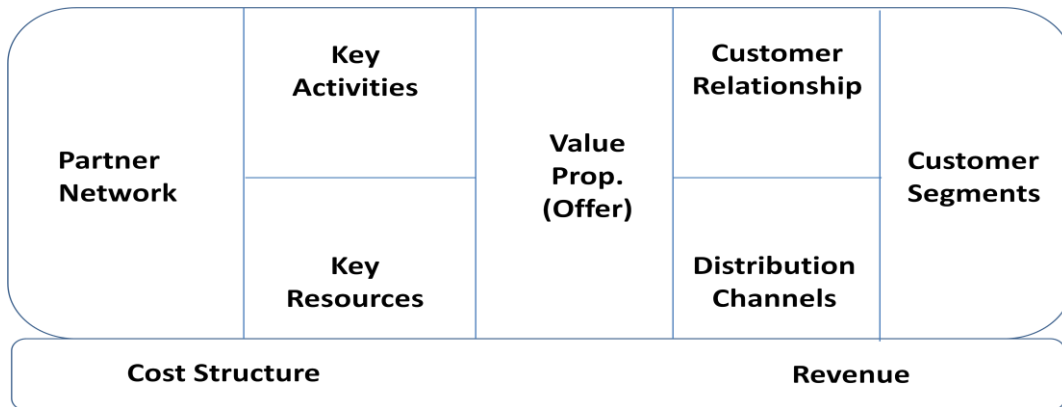 Partner
Network
Key
Activities
Key
Resources
Value
Prop.
(Offer)
Customer
Relationship
Distribution
Channels
Customer
Segments
Cost Structure
Revenue